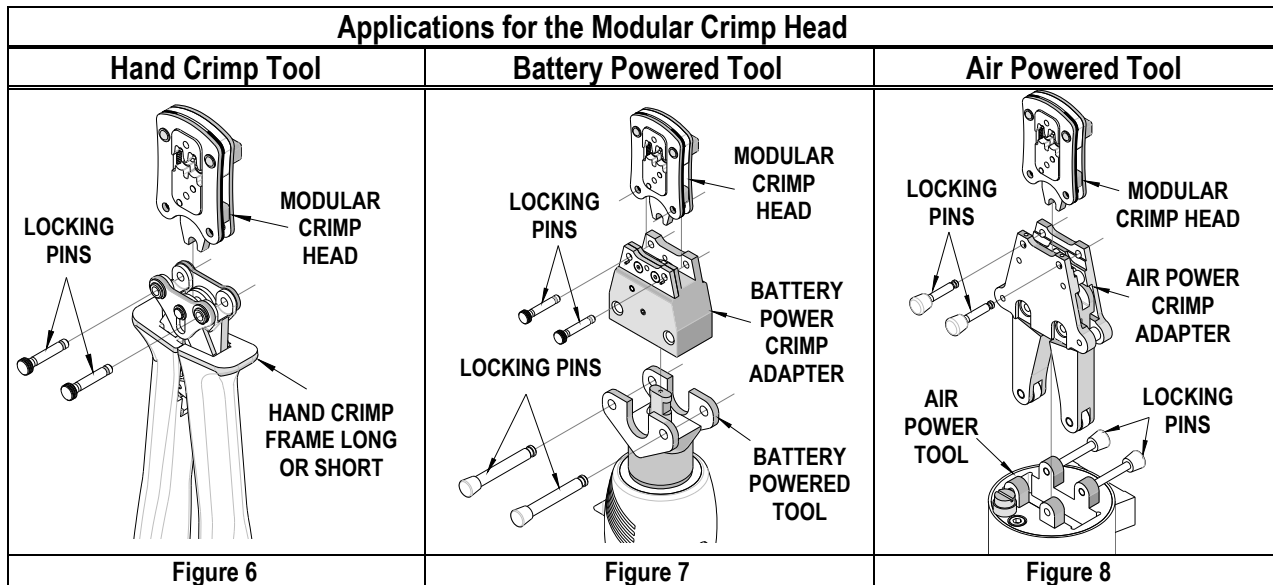 Applications for the Modular Crimp Head
Hand Crimp Tool
Battery Powered Tool
Air Powered Tool
LOCKING
PINS
MODULAR
CRIMP
HEAD
HAND CRIMP
FRAME LONG
OR SHORT
MODULAR
CRIMP
HEAD
LOCKING
PINS
BATTERY
POWER
CRIMP
ADAPTER
LOCKING PINS
BATTERY
POWERED
TOOL
LOCKING
PINS
MODULAR
CRIMP HEAD
AIR POWER
CRIMP
ADAPTER
AIR
POWER
TOOL
LOCKING
PINS
Figure 6
Figure 7
Figure 8